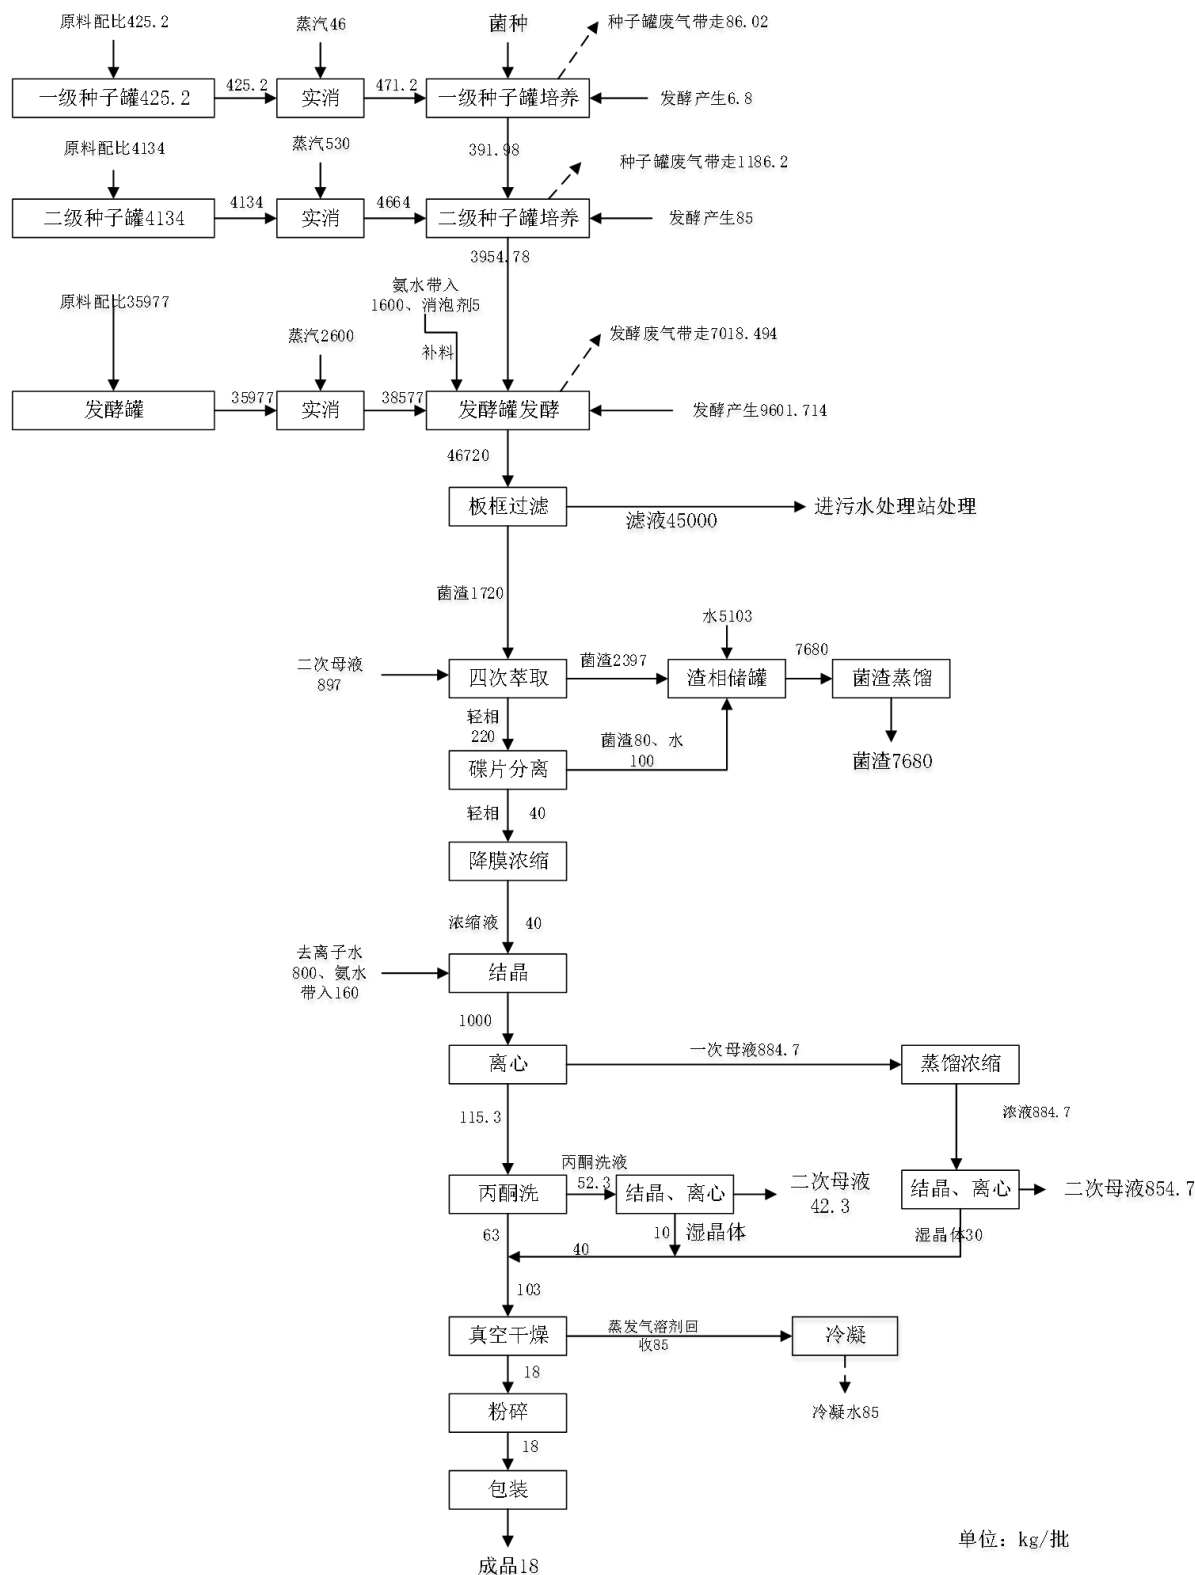 原料配比425.2
蒸汽46
菌种
种子罐废气带走86.02
一级种子罐425.2
425.2
实消
471.2
一级种子罐培养
发酵产生6.8
原料配比4134
蒸汽530
391.98
种子罐废气带走1186.2
二级种子罐4134
4134
实消
4664
二级种子罐培养
发酵产生85
3954.78
原料配比35977
蒸汽2600
氨水带入
1600、消泡剂5
补料
发酵废气带走7018.494
发酵罐
35977
实消
38577
发酵罐发酵
发酵产生9601.714
46720
板框过滤
滤液45000
进污水处理站处理
菌渣1720
水5103
二次母液
897
四次萃取
菌渣2397
渣相储罐
7680
菌渣蒸馏
轻相
220
菌渣80、水
100
菌渣7680
碟片分离
轻相
40
降膜浓缩
浓缩液
40
去离子水
800、氨水
带入160
结晶
1000
离心
一次母液884.7
蒸馏浓缩
115.3
浓液884.7
丙酮洗
丙酮洗液
52.3
结晶、离心
二次母液
42.3
结晶、离心
二次母液854.7
63
10
湿晶体
湿晶体30
40
103
真空干燥
蒸发气溶剂回
收85
冷凝
18
冷凝水85
粉碎
18
包装
成品18
单位：kg/批